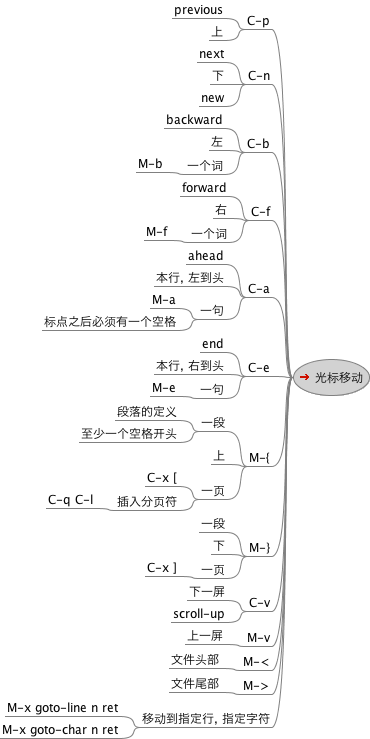 previous
C-p
上
next
C-n
下
new
backward
C-b
左
M-b
一个词
forward
C-f
右
M-f
一个词
ahead
C-a
本行, 左到头
M-a
一句
标点之后必须有一个空格
end
C-e
本行, 右到头
M-e
一句
光标移动
段落的定义
一段
至少一个空格开头
M-{
上
C-x [
一页
C-q C-l
插入分页符
一段
M-}
下
C-x ]
一页
下一屏
C-v
scroll-up
上一屏
M-v
文件头部
M-<
文件尾部
M->
M-x goto-line n ret
移动到指定行, 指定字符
M-x goto-char n ret